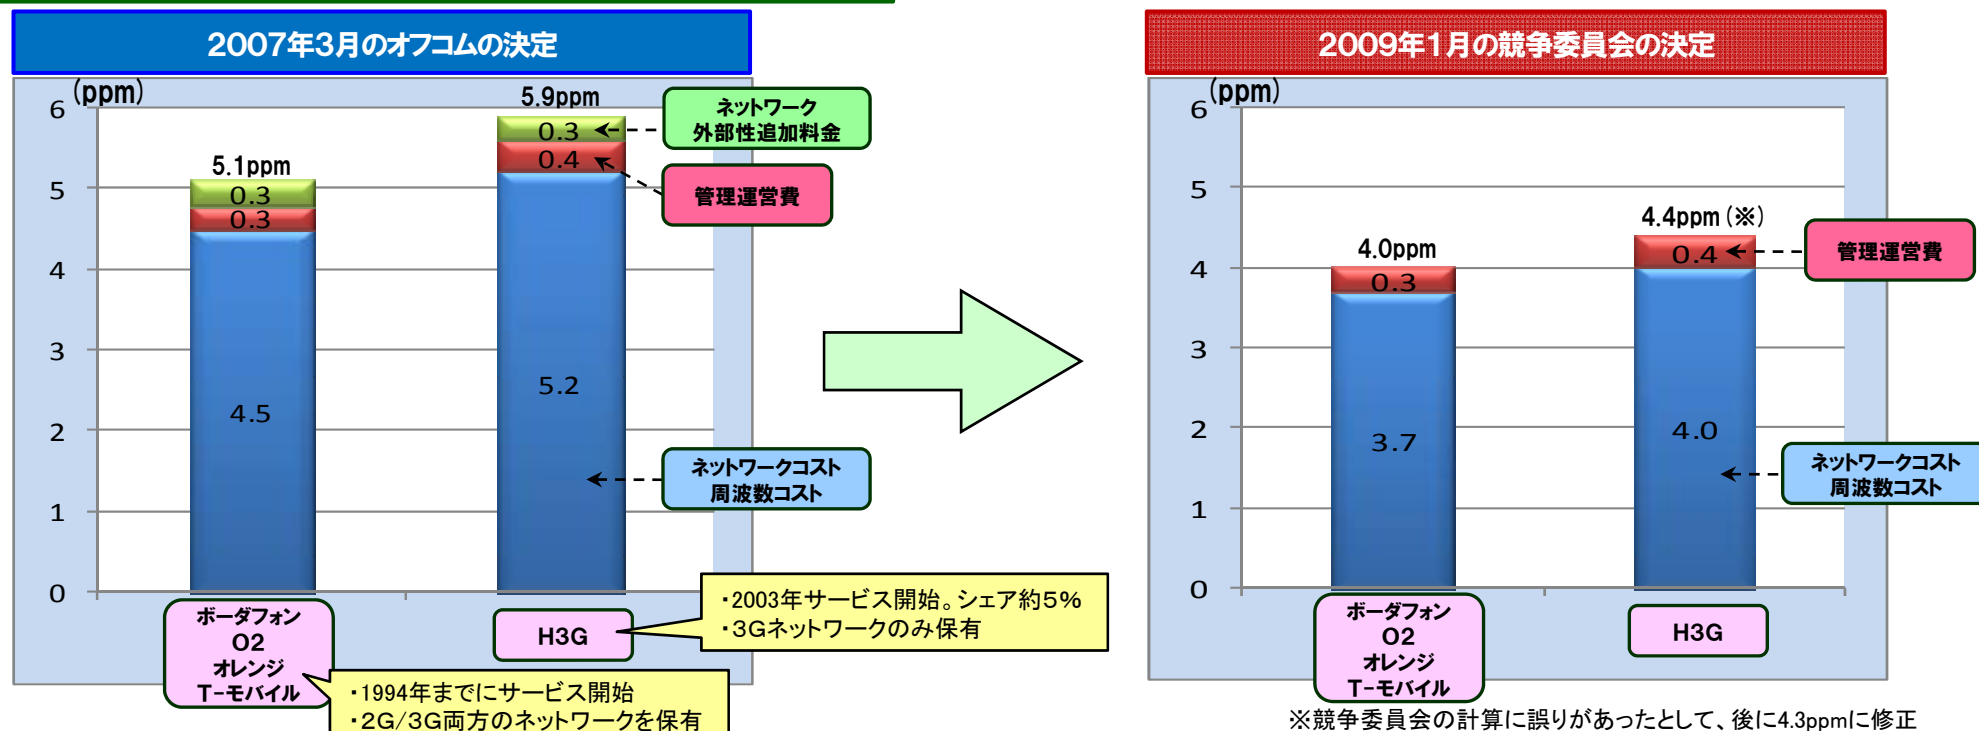 2007年3月のオフコムの決定
(ppm)
6
5
4
3
2
1
0
5.1ppm
0.3
0.3
4.5
5.9ppm
0.3
0.4
5.2
ネットワーク
外部性追加料金
管理運営費
ネットワークコスト
周波数コスト
ボーダフォン
O2
オレンジ
T-モバイル
H3G
・2003年サービス開始。シェア約5%
・3Gネットワークのみ保有
・1994年までにサービス開始
・2G/3G両方のネットワークを保有
2009年1月の競争委員会の決定
(ppm)
6
5
4
3
2
1
0
4.0ppm
0.3
3.7
4.4ppm(※)
0.4
4.0
管理運営費
ネットワークコスト
周波数コスト
ボーダフォン
O2
オレンジ
T-モバイル
H3G
※競争委員会の計算に誤りがあったとして、後に4.3ppmに修正